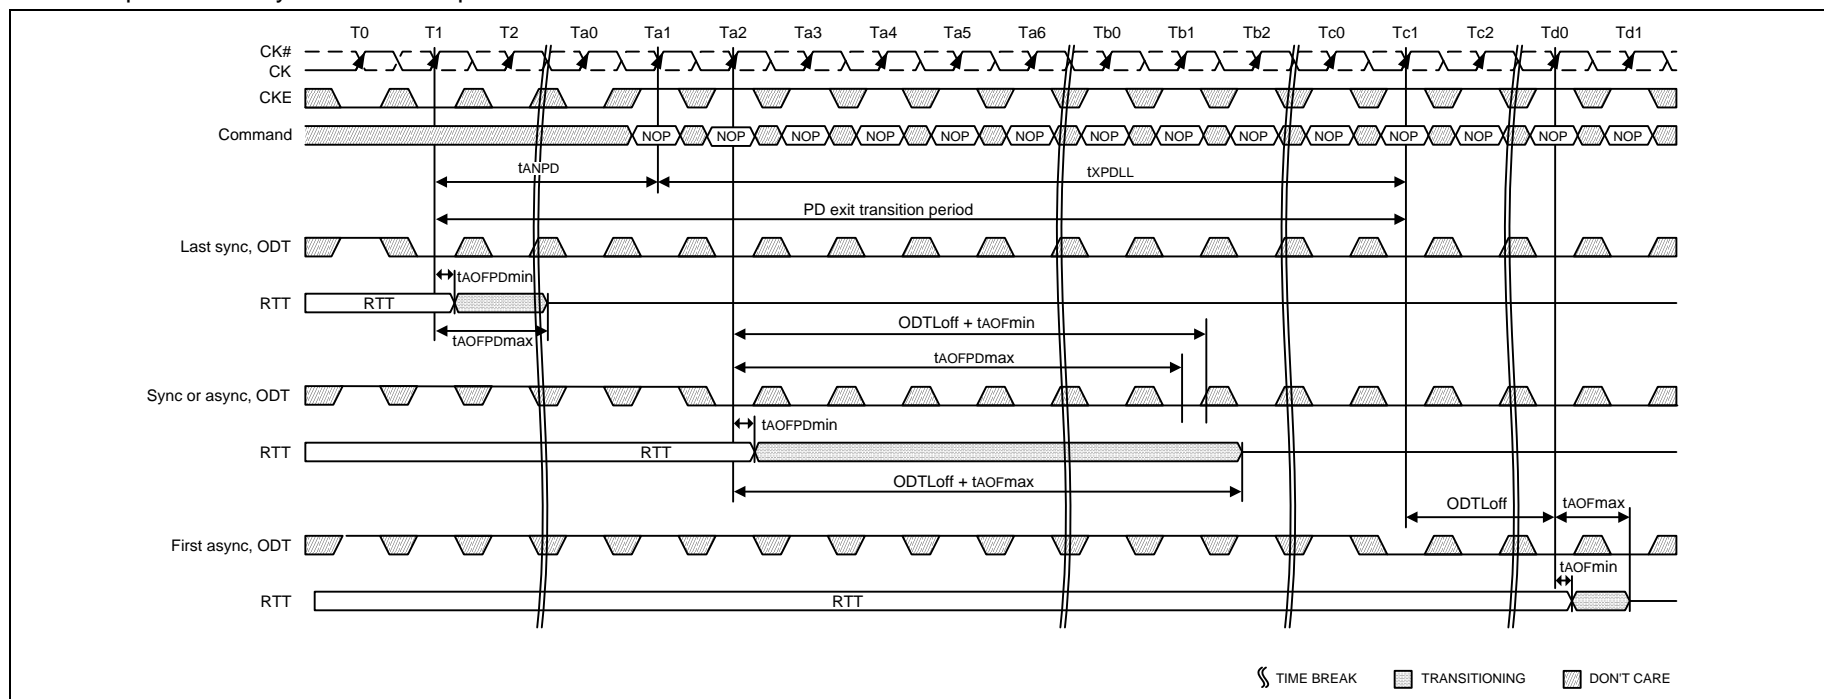 T0 T1 T2 Ta0 Ta1 Ta2 Ta3 Ta4 Ta5 Ta6 Tb0 Tb1 Tb2 Tc0 Tc1 Tc2 Td0 Td1
CK#
CK
CKE
Command NOP NOP NOP NOP NOP NOP NOP NOP NOP NOP NOP NOP NOP NOP
tANPD tXPDLL
PD exit transition period
Last sync, ODT
tAOFPDmin
RTT RTT
tAOFPDmax
ODTLoff + tAOFmin
tAOFPDmax
Sync or async, ODT
tAOFPDmin
RTT RTT
ODTLoff + tAOFmax
ODTLoff tAOFmax
First async, ODT
tAOFmin
RTT RTT
TIME BREAK TRANSITIONING DON'T CARE